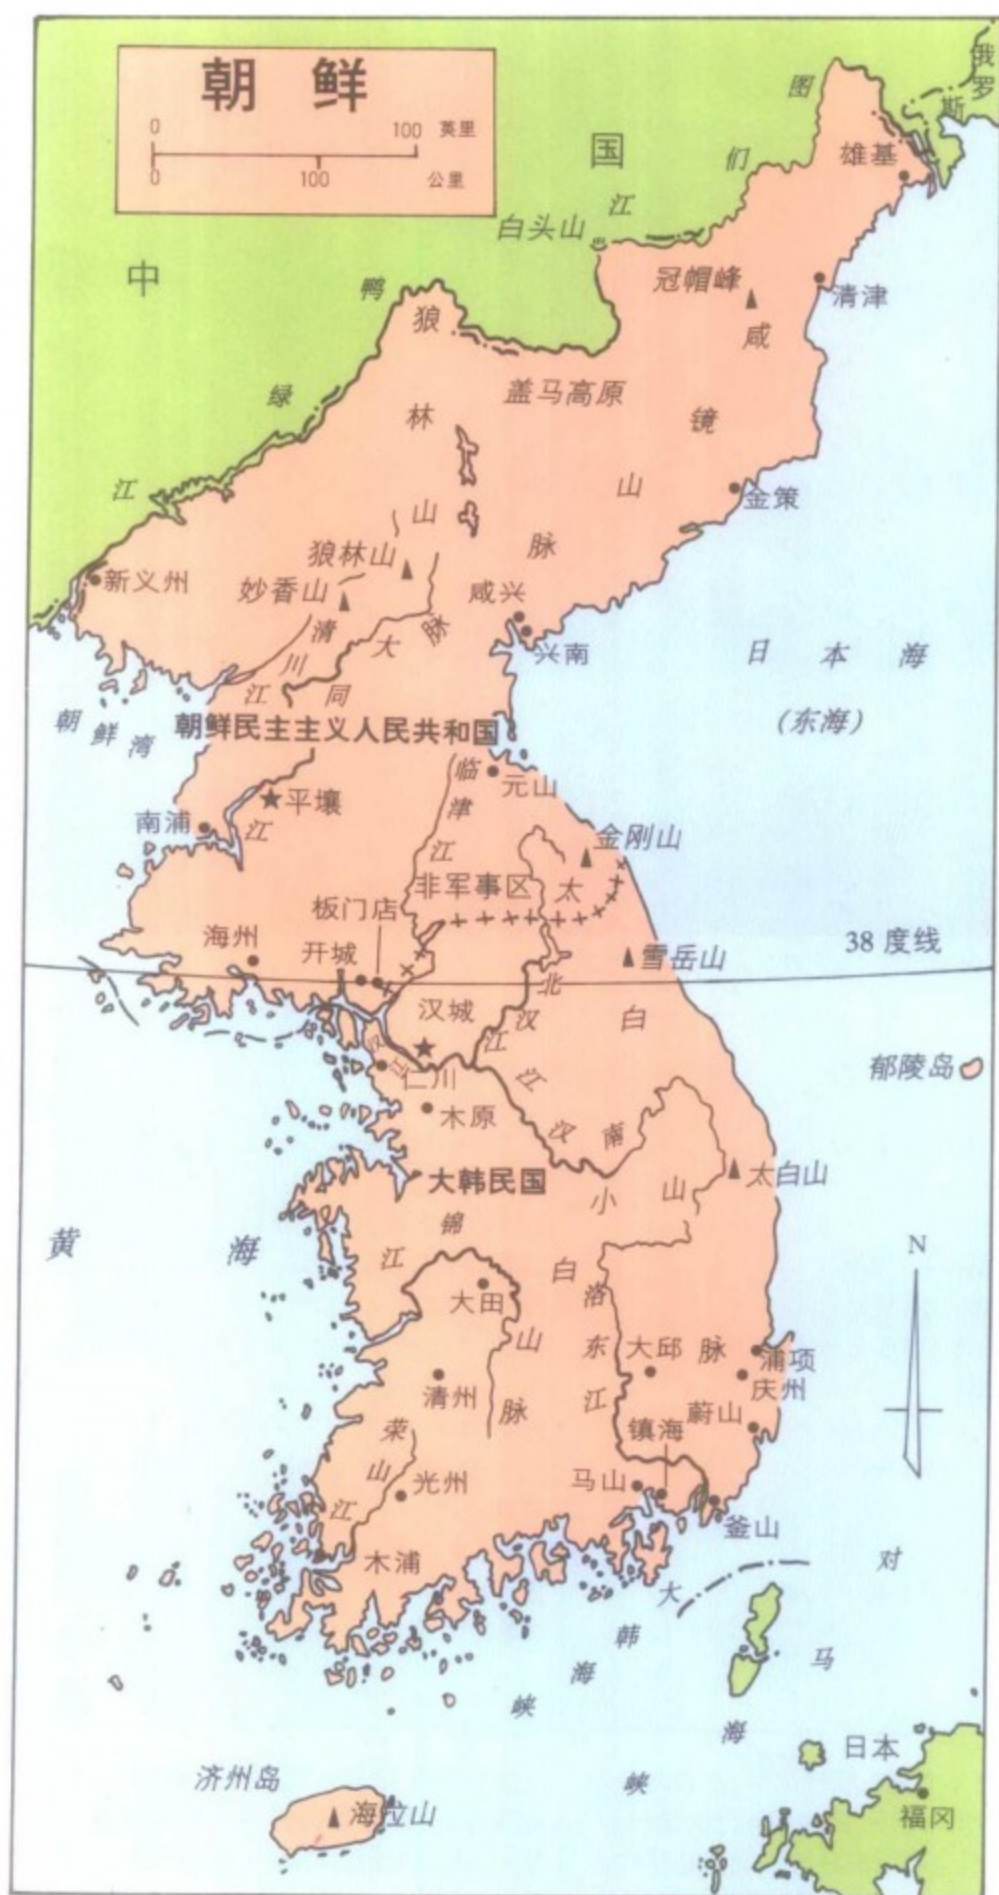 朝鲜
0 100 英里
0 100 公里
俄罗斯
图们江
雄基
中国
白头山
冠帽峰
清津
鸭绿江
狼林山脉
盖马高原
咸镜山脉
金策
狼林山
妙香山
新义州
咸兴
兴南
清川江
大同江
日本海
(东海)
朝鲜湾
朝鲜民主主义人民共和国
临津江
元山
平壤
南浦
金刚山
非军事区
板门店
海州
开城
38 度线
雪岳山
太白山脉
北汉江
汉城
汉江
仁川
木原
郁陵岛
南汉江
大韩民国
太白山
小白山脉
黄海
锦江
N
大田
洛东江
大邱
浦项
庆州
清州
蔚山
镇海
荣山江
光州
马山
釜山
木浦
大韩海峡
对马海峡
济州岛
海拉山
日本
福冈